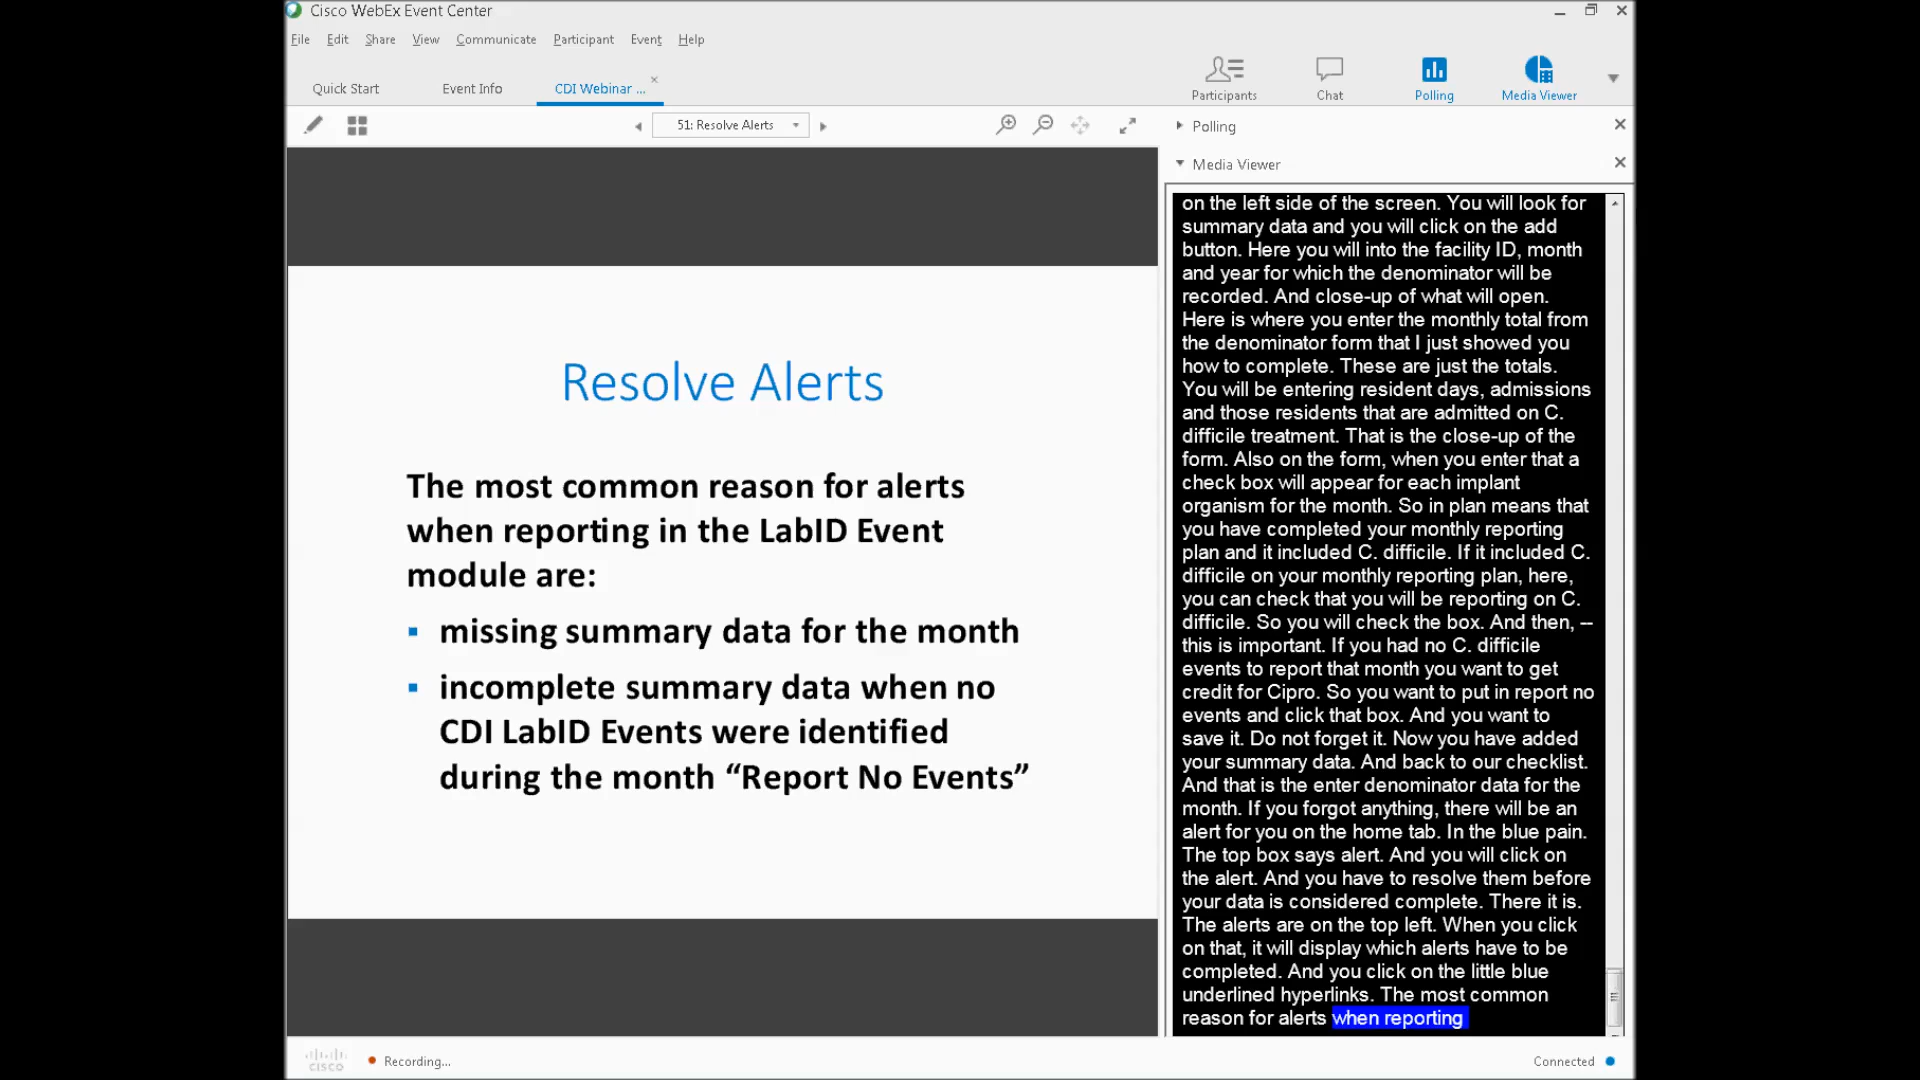 Cisco WebEx Event Center
File Edit Share View Communicate Participant Event Help
Quick Start Event Info CDI Webinar ...
Participants Chat Polling Media Viewer
51: Resolve Alerts
Polling
Media Viewer
Resolve Alerts
The most common reason for alerts
when reporting in the LabID Event
module are:
missing summary data for the month
incomplete summary data when no
CDI LabID Events were identified
during the month “Report No Events”
on the left side of the screen. You will look for
summary data and you will click on the add
button. Here you will into the facility ID, month
and year for which the denominator will be
recorded. And close-up of what will open.
Here is where you enter the monthly total from
the denominator form that I just showed you
how to complete. These are just the totals.
You will be entering resident days, admissions
and those residents that are admitted on C.
difficile treatment. That is the close-up of the
form. Also on the form, when you enter that a
check box will appear for each implant
organism for the month. So in plan means that
you have completed your monthly reporting
plan and it included C. difficile. If it included C.
difficile on your monthly reporting plan, here,
you can check that you will be reporting on C.
difficile. So you will check the box. And then, --
this is important. If you had no C. difficile
events to report that month you want to get
credit for Cipro. So you want to put in report no
events and click that box. And you want to
save it. Do not forget it. Now you have added
your summary data. And back to our checklist.
And that is the enter denominator data for the
month. If you forgot anything, there will be an
alert for you on the home tab. In the blue pain.
The top box says alert. And you will click on
the alert. And you have to resolve them before
your data is considered complete. There it is.
The alerts are on the top left. When you click
on that, it will display which alerts have to be
completed. And you click on the little blue
underlined hyperlinks. The most common
reason for alerts when reporting
cisco
Recording...
Connected